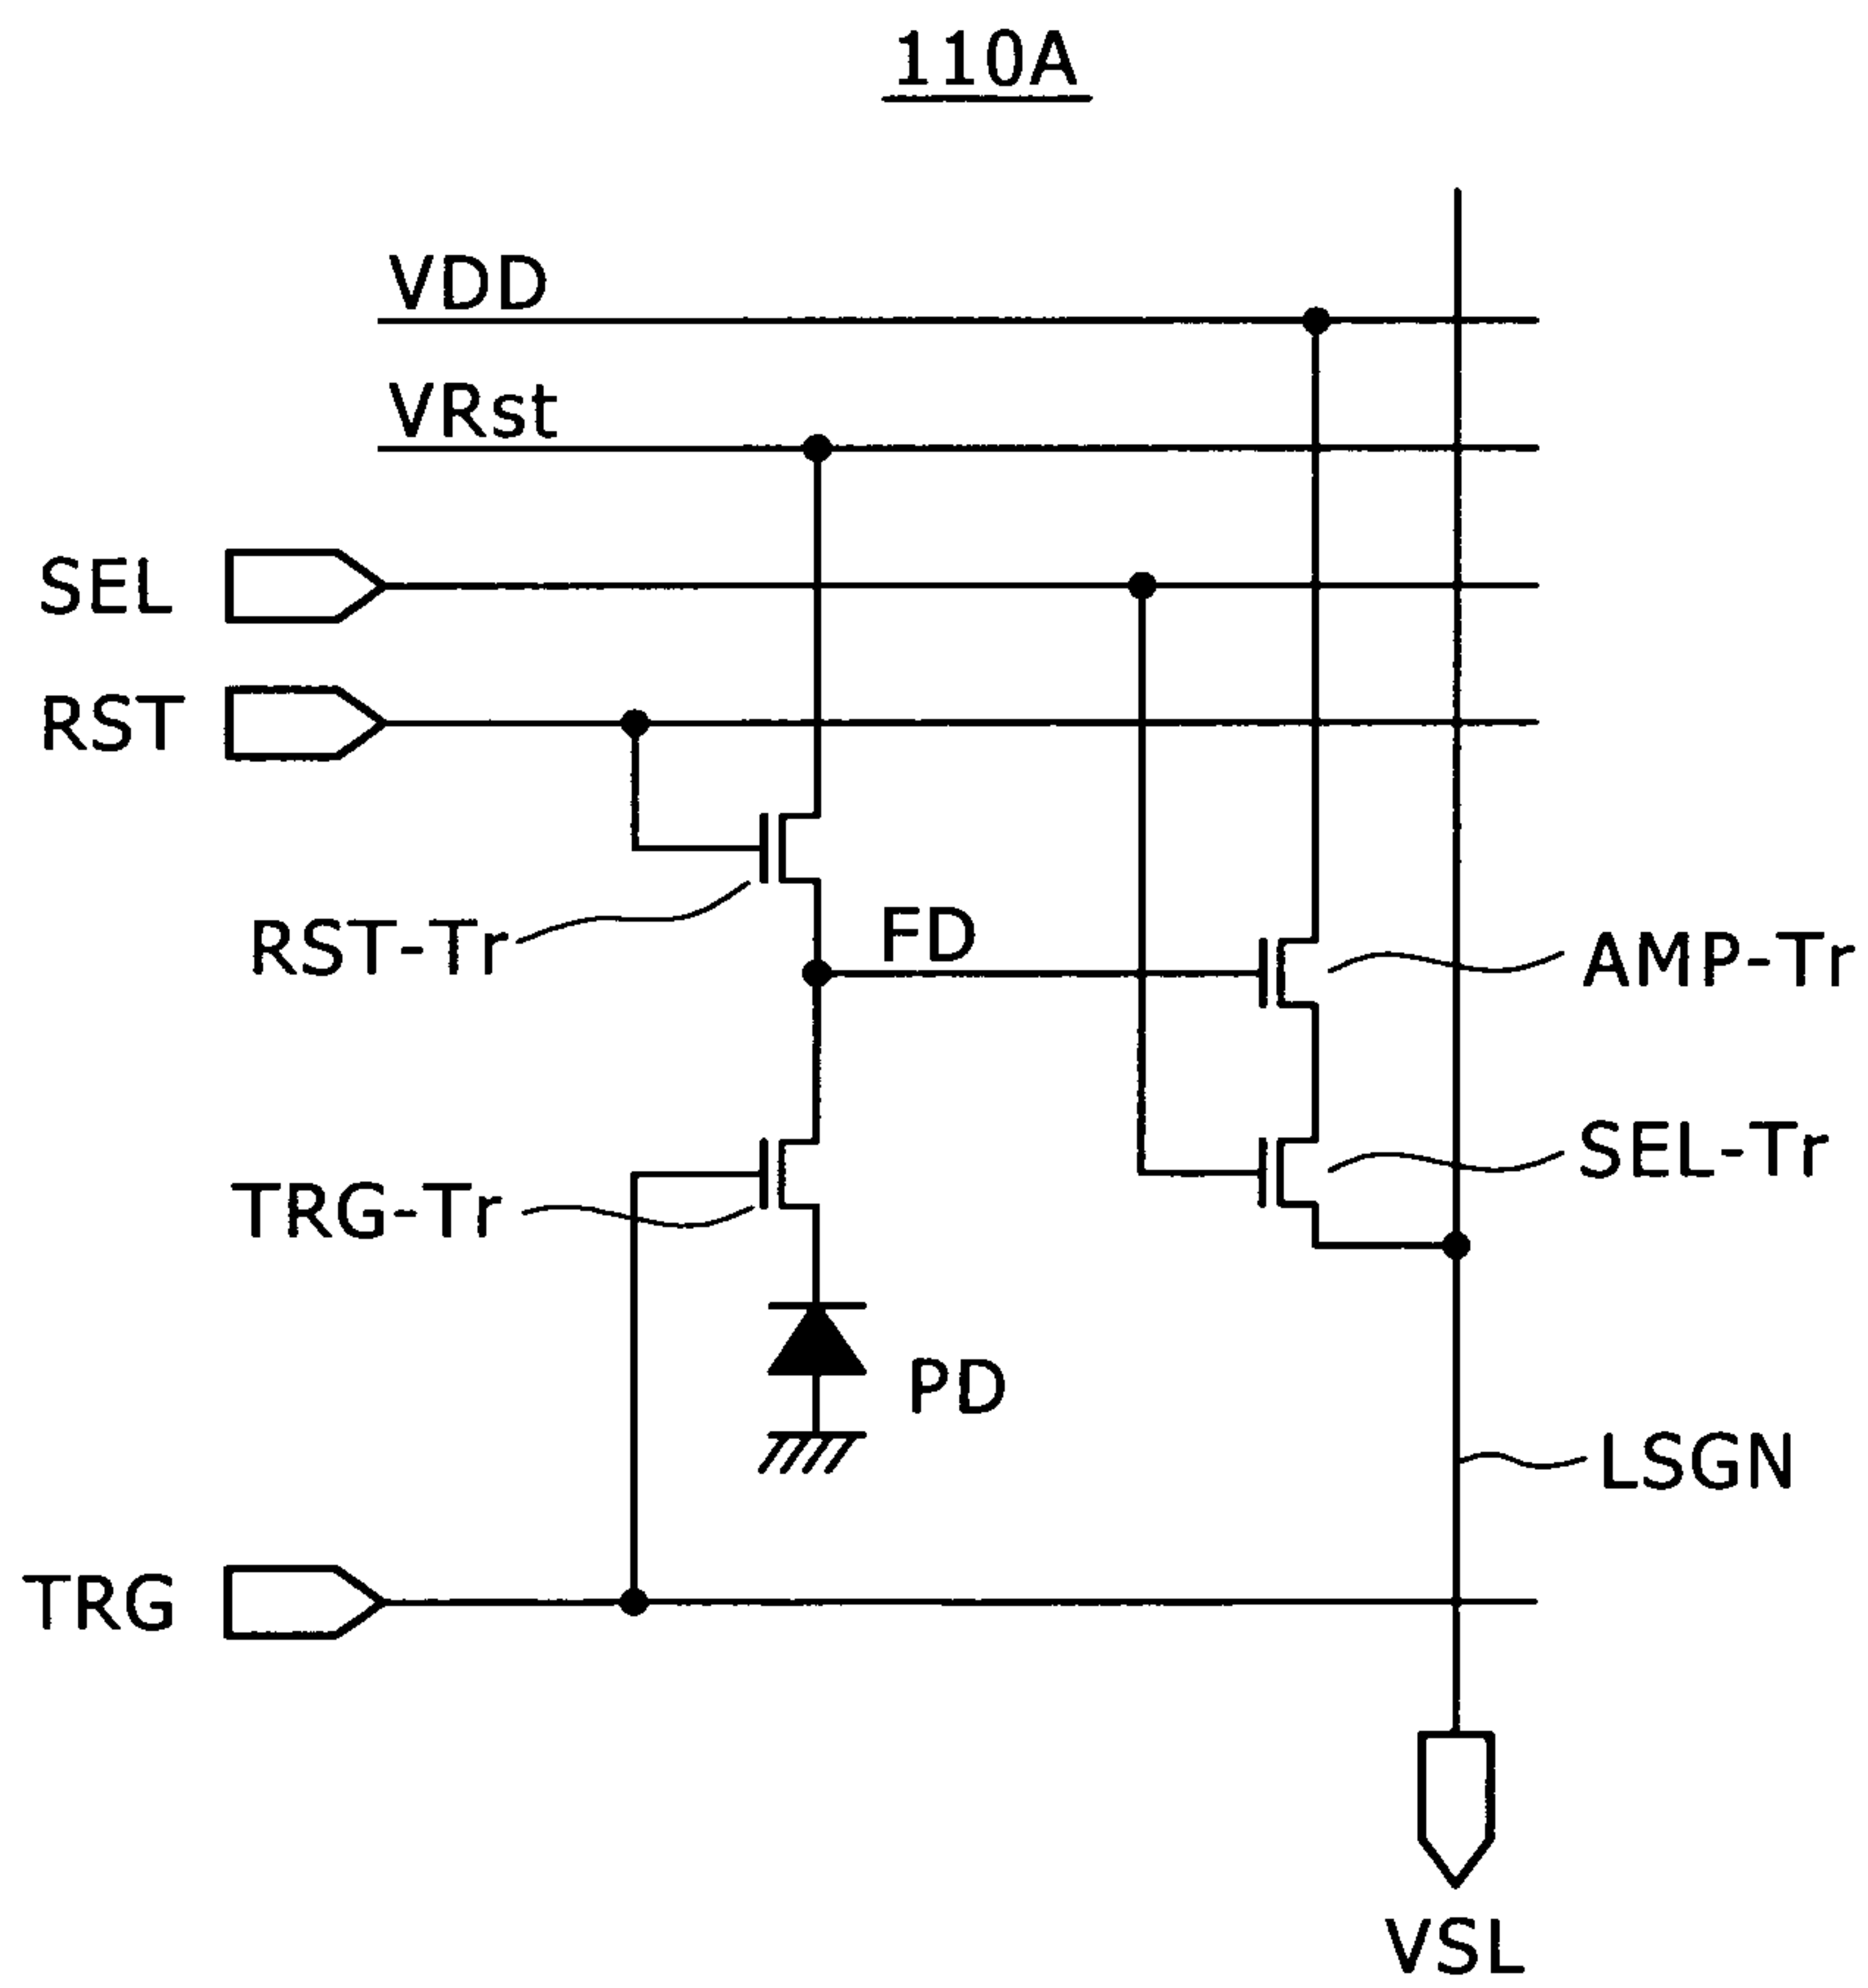 110A
VDD
VRst
SEL
RST
RST-Tr
FD
AMP-Tr
TRG-Tr
SEL-Tr
PD
LSGN
TRG
VSL